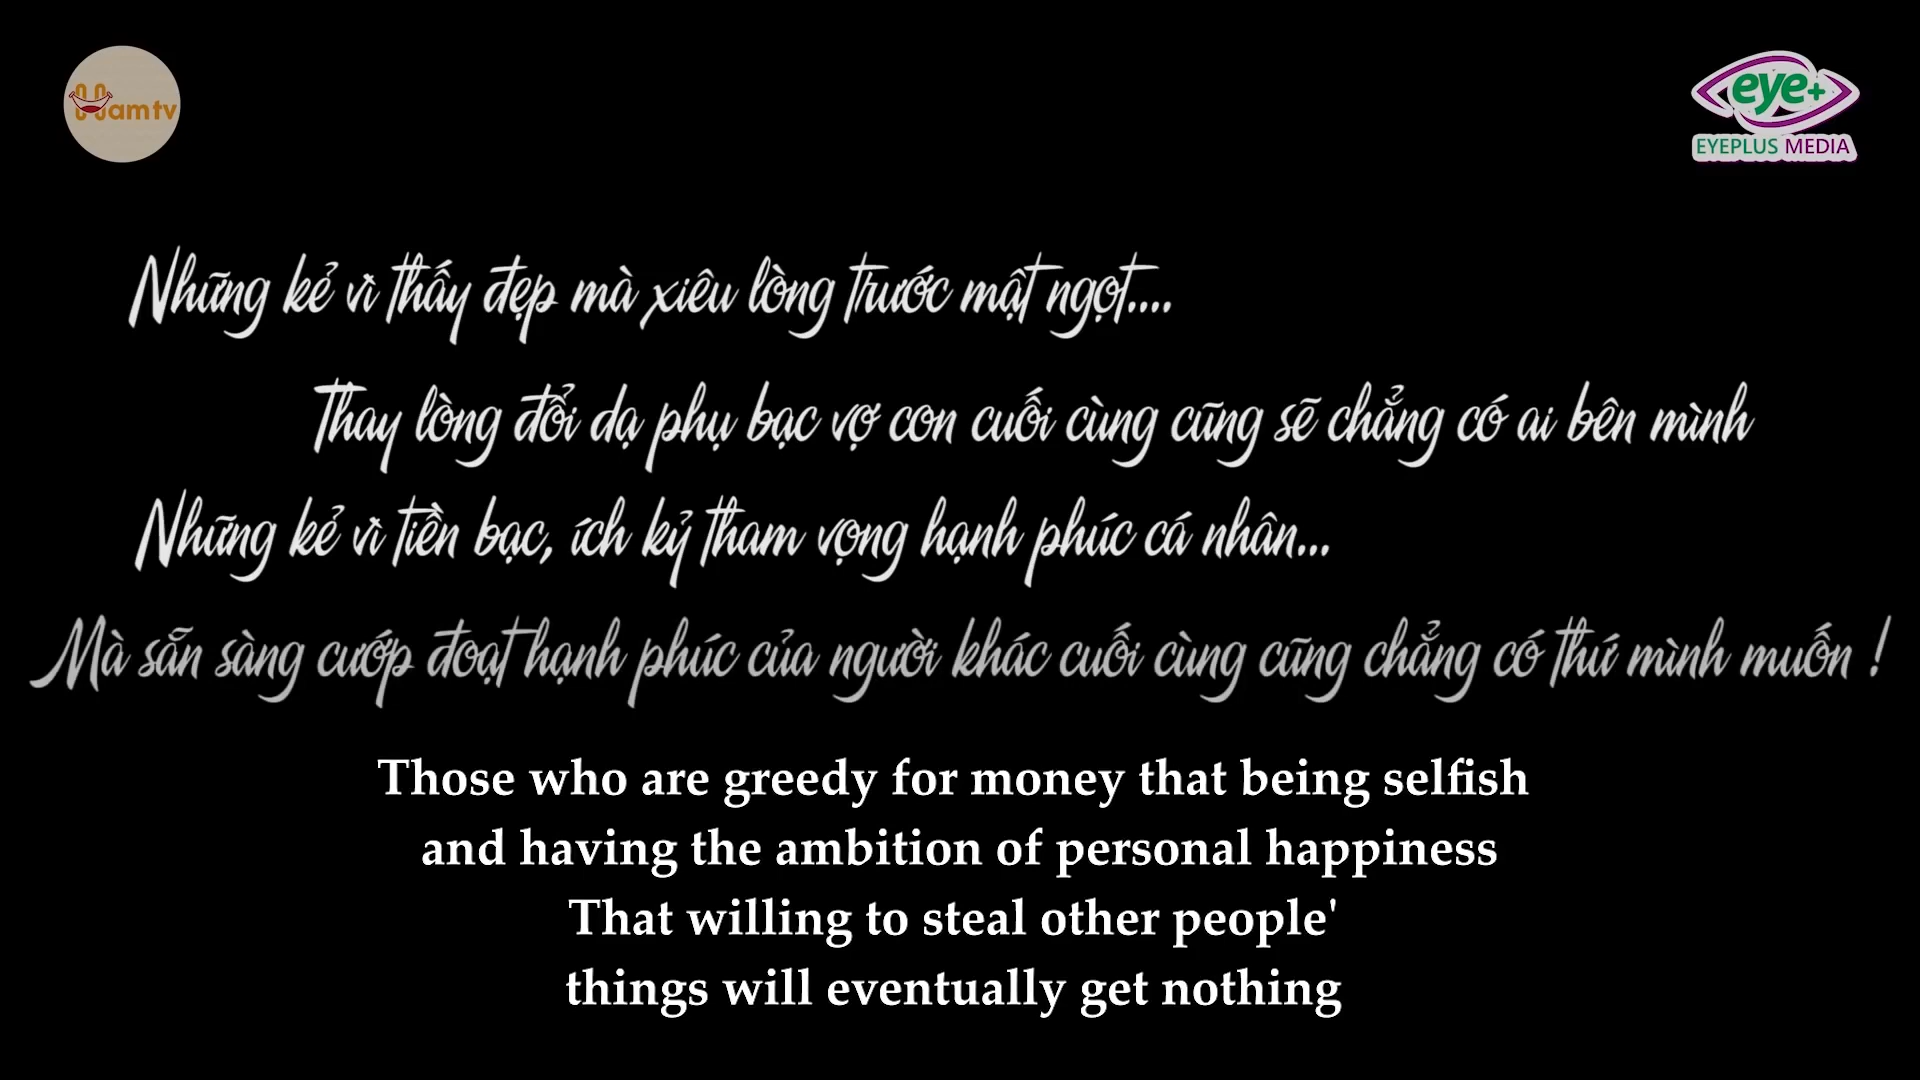 Hamtv
eye+
EYEPLUS MEDIA
Những kẻ vì thấy đẹp mà xiêu lòng trước mật ngọt....
Thay lòng đổi dạ phụ bạc vợ con cuối cùng cũng sẽ chẳng có ai bên mình
Những kẻ vì tiền bạc, ích kỷ tham vọng hạnh phúc cá nhân...
Mà sẵn sàng cướp đoạt hạnh phúc của người khác cuối cùng cũng chẳng có thứ mình muốn !
Those who are greedy for money that being selfish
and having the ambition of personal happiness
That willing to steal other people'
things will eventually get nothing